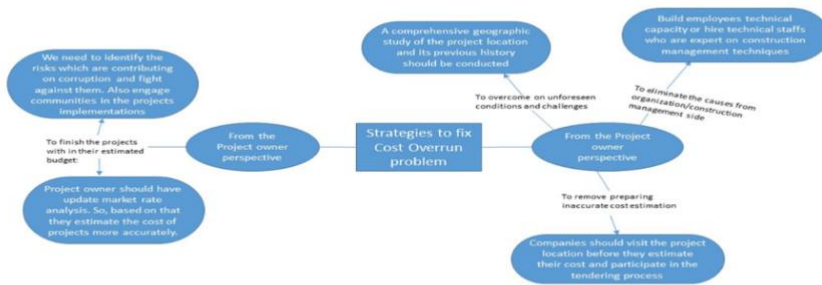 We need to identify the
risks which are contributing
on corruption and fight
against them. Also engage
communities in the projects
implementations
To finish the projects
with in their estimated
budget:
Project owner should have
update market rate
analysis. So, based on that
they estimate the cost of
projects more accurately.
From the
Project owner
perspective
Strategies to fix
Cost Overrun
problem
From the Project
owner
perspective
A comprehensive geographic
study of the project location
and its previous history
should be conducted
To overcome on unforeseen
conditions and challenges
Build employees technical
capacity or hire technical staffs
who are expert on construction
management techniques
To eliminate the causes from
organization/construction
management side
To remove preparing
inaccurate cost estimation
Companies should visit the project
location before they estimate
their cost and participate in the
tendering process